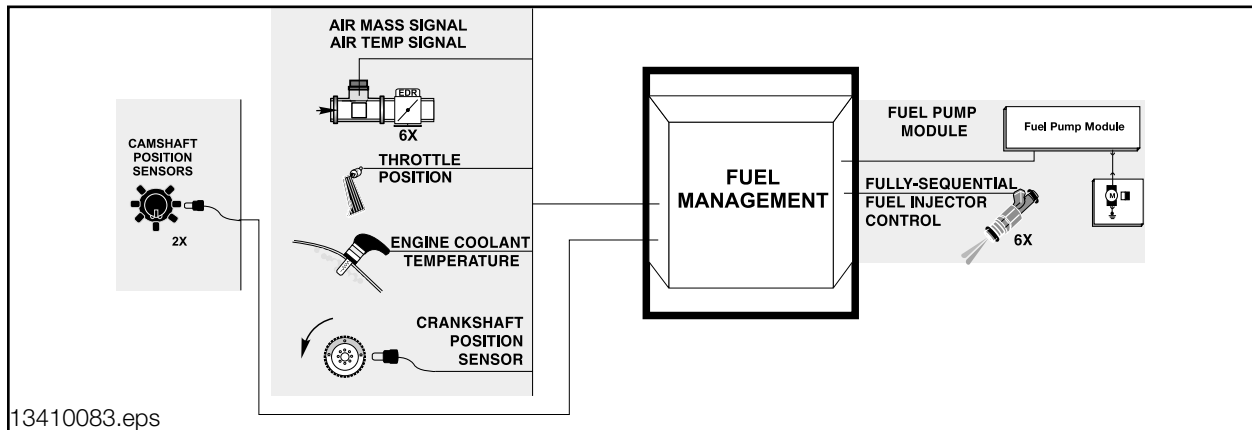 AIR MASS SIGNAL
AIR TEMP SIGNAL
EDR
6X
CAMSHAFT
POSITION
SENSORS
2X
THROTTLE
POSITION
ENGINE COOLANT
TEMPERATURE
CRANKSHAFT
POSITION
SENSOR
FUEL
MANAGEMENT
FUEL PUMP
MODULE
Fuel Pump Module
M
FULLY-SEQUENTIAL
FUEL INJECTOR
CONTROL
6X
13410083.eps